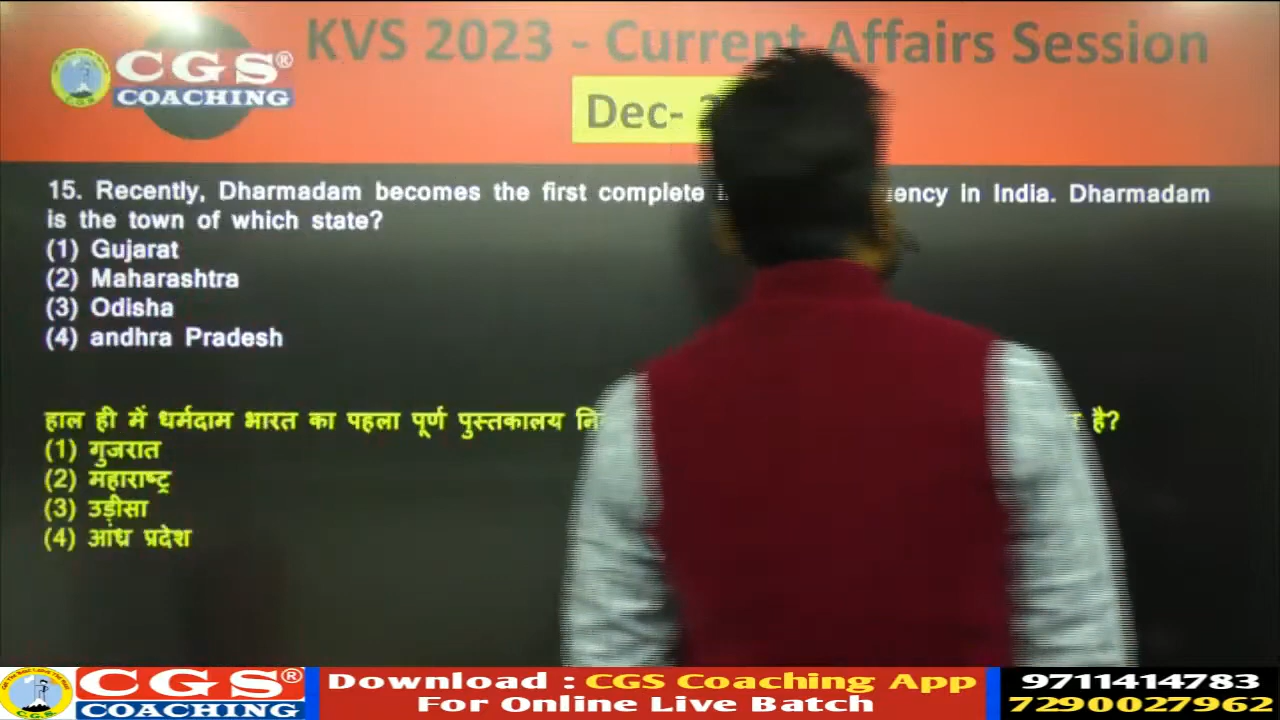 KVS 2023 - Current Affairs Session
CGS®
COACHING
Dec-
15. Recently, Dharmadam becomes the first complete in India. Dharmadam
is the town of which state?
(1) Gujarat
(2) Maharashtra
(3) Odisha
(4) andhra Pradesh
हाल ही में धर्मदाम भारत का पहला पूर्ण पुस्तकालय है?
(1) गुजरात
(2) महाराष्ट्र
(3) उड़ीसा
(4) आंध्र प्रदेश
CGS®
COACHING
Download : CGS Coaching App
For Online Live Batch
9711414783
7290027962